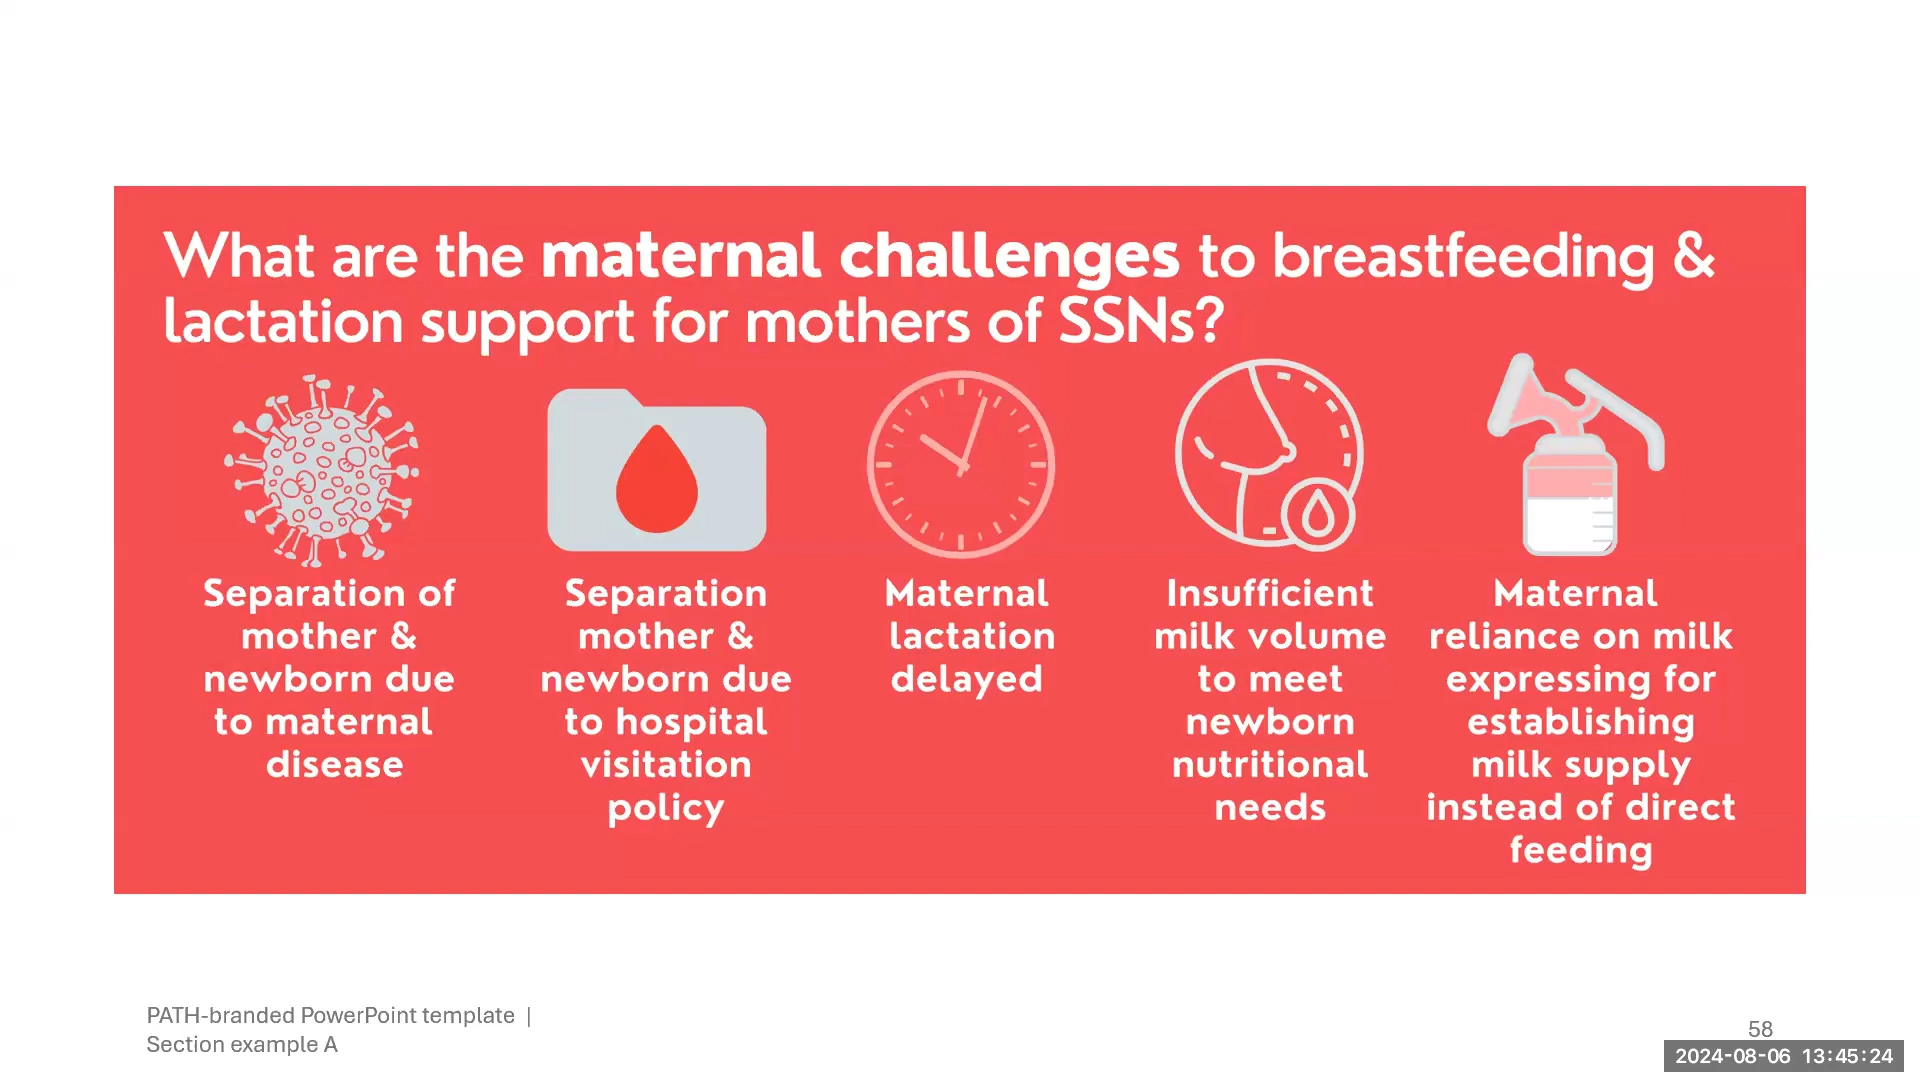 What are the maternal challenges to breastfeeding &
lactation support for mothers of SSNs?
Separation of
mother &
newborn due
to maternal
disease
Separation
mother &
newborn due
to hospital
visitation
policy
Maternal
lactation
delayed
Insufficient
milk volume
to meet
newborn
nutritional
needs
Maternal
reliance on milk
expressing for
establishing
milk supply
instead of direct
feeding
PATH-branded PowerPoint template |
Section example A
58
2024-08-06 13:45:24